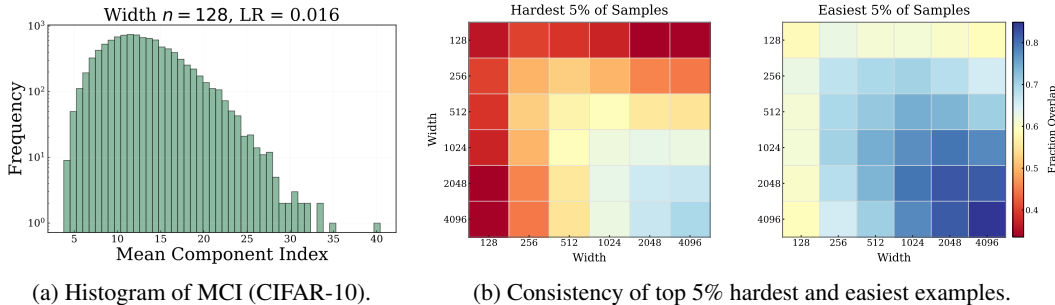 Width n = 128, LR = 0.016
Frequency
10³
10²
10¹
10⁰
5 10 15 20 25 30 35 40
Mean Component Index
(a) Histogram of MCI (CIFAR-10).
Hardest 5% of Samples
Width
128
256
512
1024
2048
4096
128 256 512 1024 2048 4096
Width
Easiest 5% of Samples
128
256
512
1024
2048
4096
128 256 512 1024 2048 4096
Width
0.8
0.7
0.6
0.5
0.4
Fraction Overlap
(b) Consistency of top 5% hardest and easiest examples.